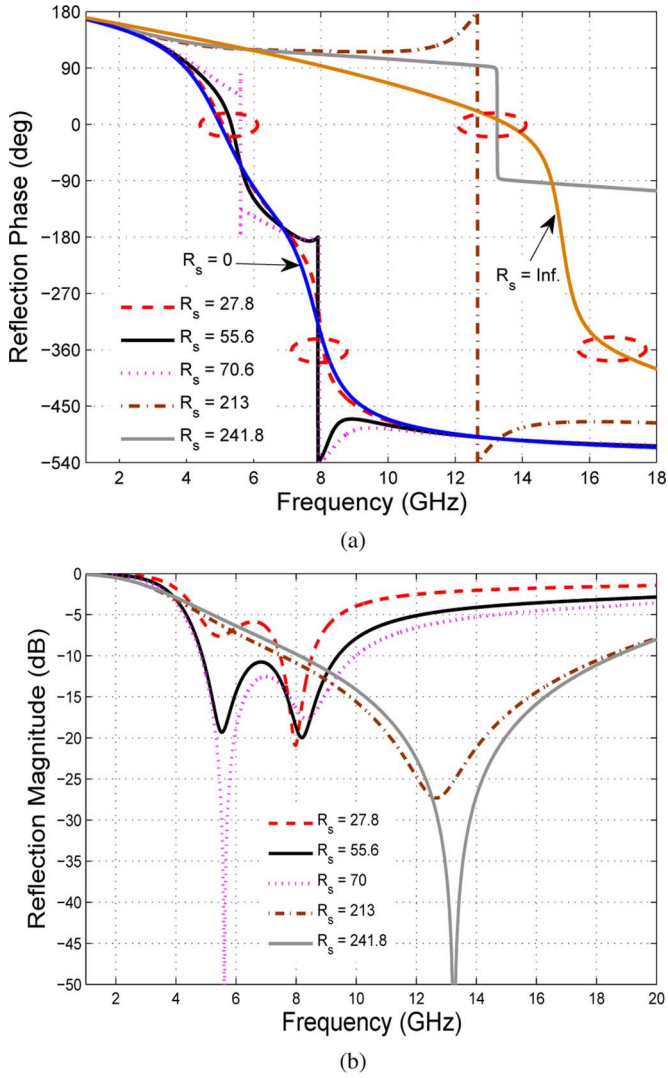 180
90
0
−90
−180
−270
−360
−450
−540
Reflection Phase (deg)
R_s = 0
R_s = Inf.
R_s = 27.8
R_s = 55.6
R_s = 70.6
R_s = 213
R_s = 241.8
2 4 6 8 10 12 14 16 18
Frequency (GHz)
(a)
0
−5
−10
−15
−20
−25
−30
−35
−40
−45
−50
Reflection Magnitude (dB)
R_s = 27.8
R_s = 55.6
R_s = 70
R_s = 213
R_s = 241.8
2 4 6 8 10 12 14 16 18 20
Frequency (GHz)
(b)